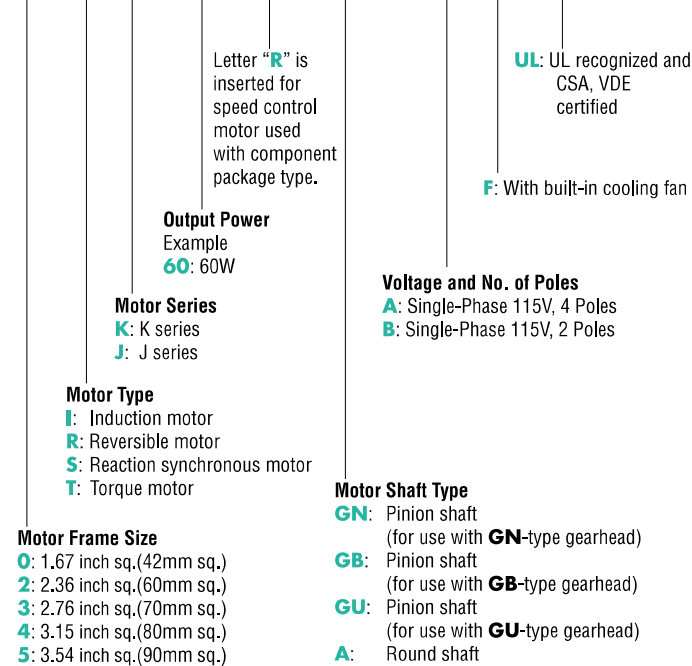 Letter “R” is
inserted for
speed control
motor used
with component
package type.
UL: UL recognized and
CSA, VDE
certified
F: With built-in cooling fan
Output Power
Example
60: 60W
Voltage and No. of Poles
A: Single-Phase 115V, 4 Poles
B: Single-Phase 115V, 2 Poles
Motor Series
K: K series
J: J series
Motor Type
I: Induction motor
R: Reversible motor
S: Reaction synchronous motor
T: Torque motor
Motor Frame Size
0: 1.67 inch sq.(42mm sq.)
2: 2.36 inch sq.(60mm sq.)
3: 2.76 inch sq.(70mm sq.)
4: 3.15 inch sq.(80mm sq.)
5: 3.54 inch sq.(90mm sq.)
Motor Shaft Type
GN: Pinion shaft
(for use with GN-type gearhead)
GB: Pinion shaft
(for use with GB-type gearhead)
GU: Pinion shaft
(for use with GU-type gearhead)
A: Round shaft